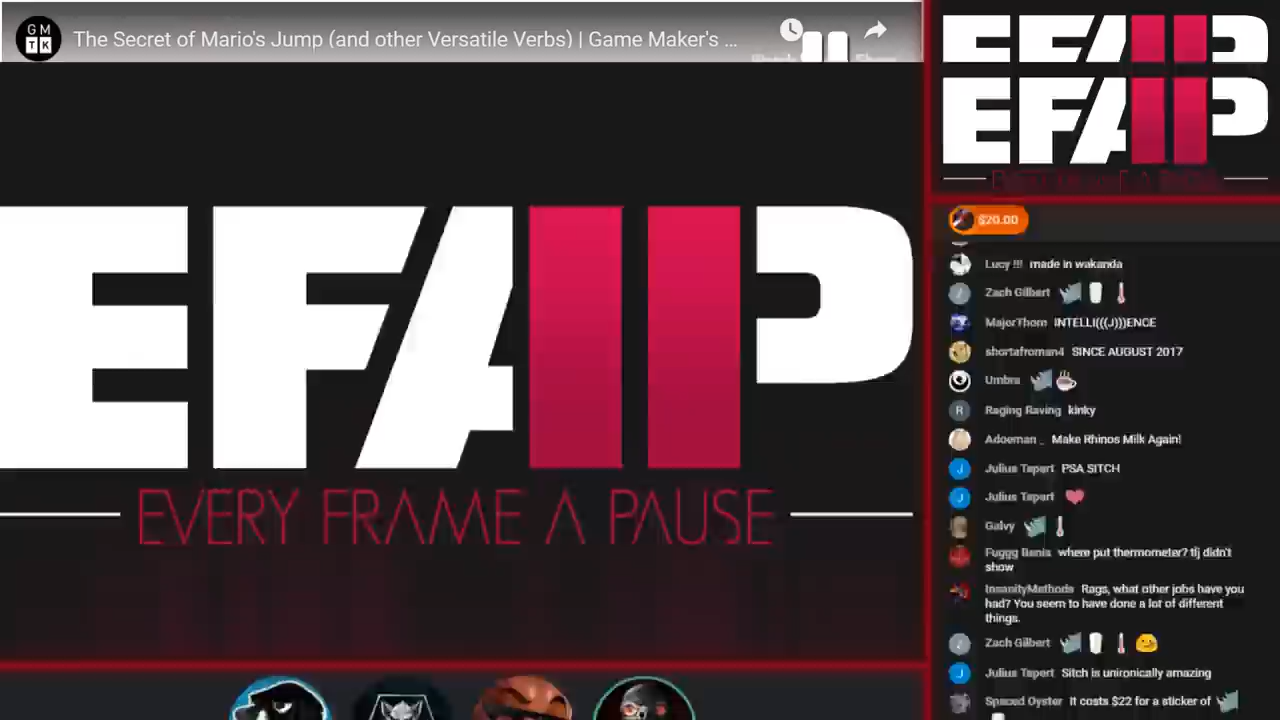 GM
TK
The Secret of Mario's Jump (and other Versatile Verbs) | Game Maker's ...
Share
EFAP
EVERY FRAME A PAUSE
EFAP
EFAP
$20.00
Lucy !!! made in wakanda
Zach Gilbert
MajorThorn INTELLI(((J)))ENCE
shortafroman4 SINCE AUGUST 2017
Umbra
R Raging Raving kinky
Adoeman _ Make Rhinos Milk Again!
J Julius Tapert PSA SITCH
J Julius Tapert
Galvy
Fuggg Benis where put thermometer? tlj didn't
show
InsanityMethods Rags, what other jobs have you
had? You seem to have done a lot of different
things.
Zach Gilbert
J Julius Tapert Sitch is unironically amazing
Spaced Oyster It costs $22 for a sticker of